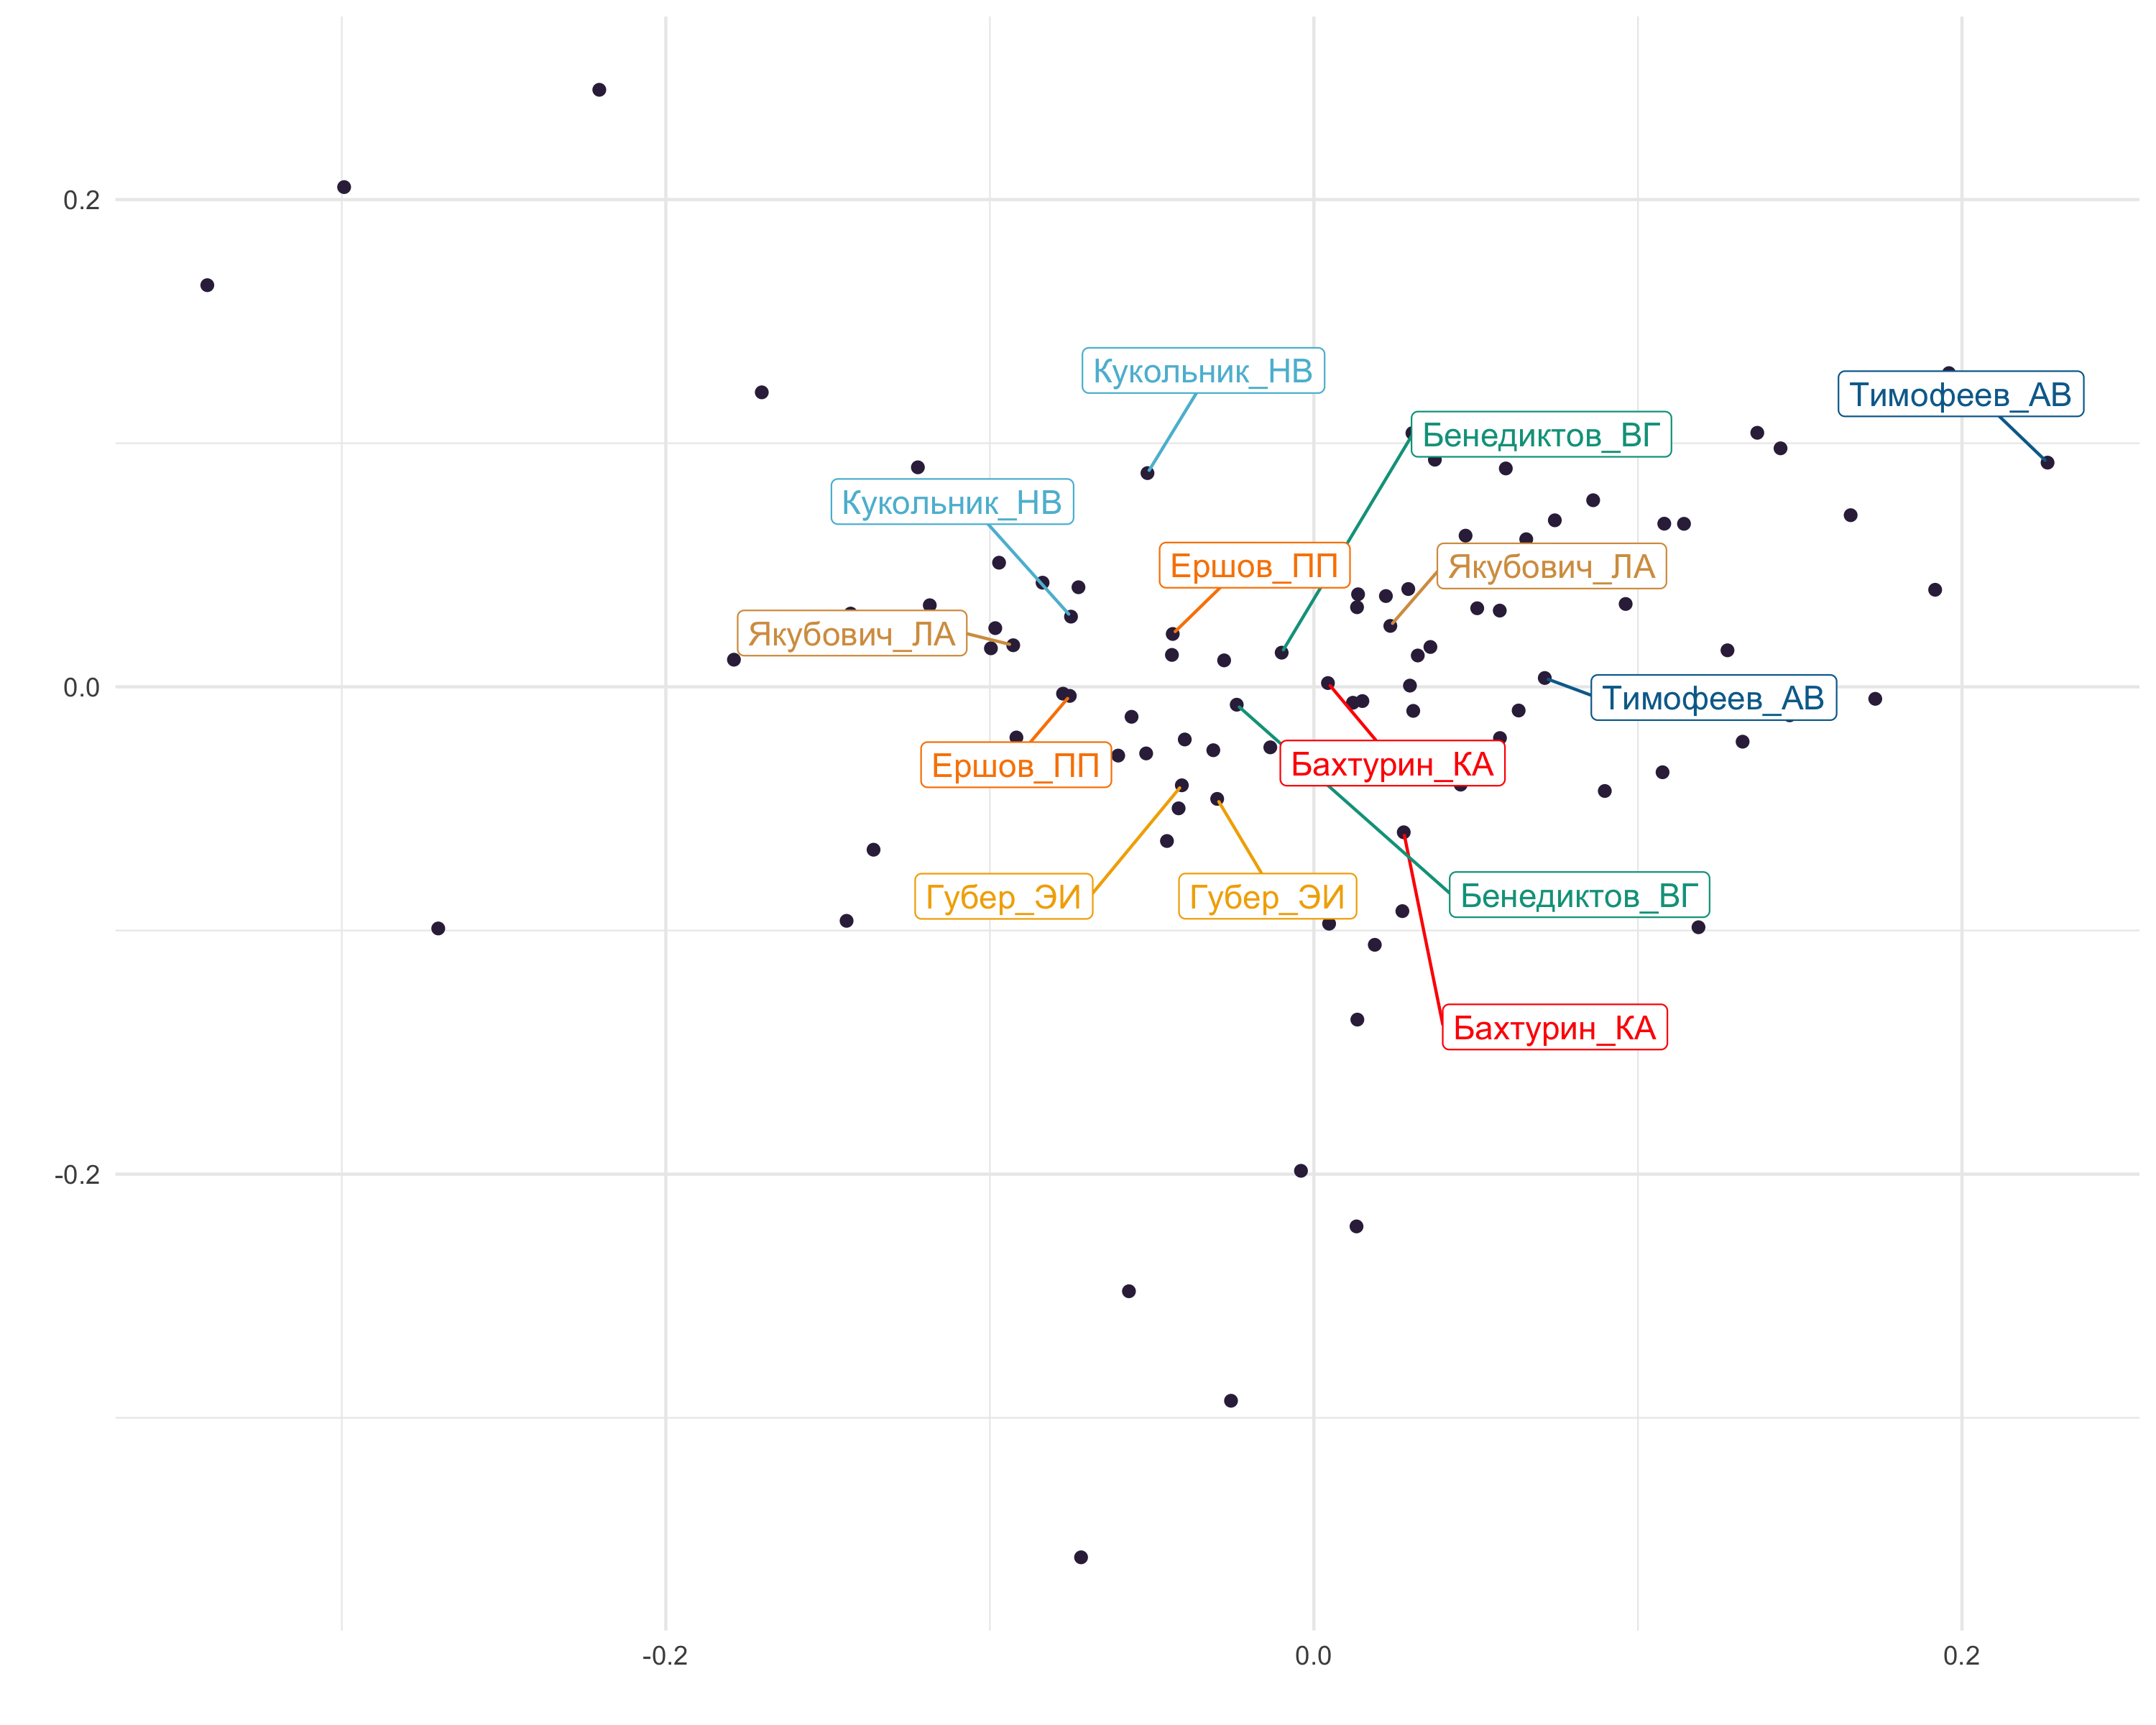 0.2
Кукольник_НВ
Тимофеев_АВ
Бенедиктов_ВГ
Кукольник_НВ
Ершов_ПП
Якубович_ЛА
Якубович_ЛА
0.0
Тимофеев_АВ
Ершов_ПП
Бахтурин_КА
Губер_ЭИ
Губер_ЭИ
Бенедиктов_ВГ
Бахтурин_КА
-0.2
-0.2
0.0
0.2